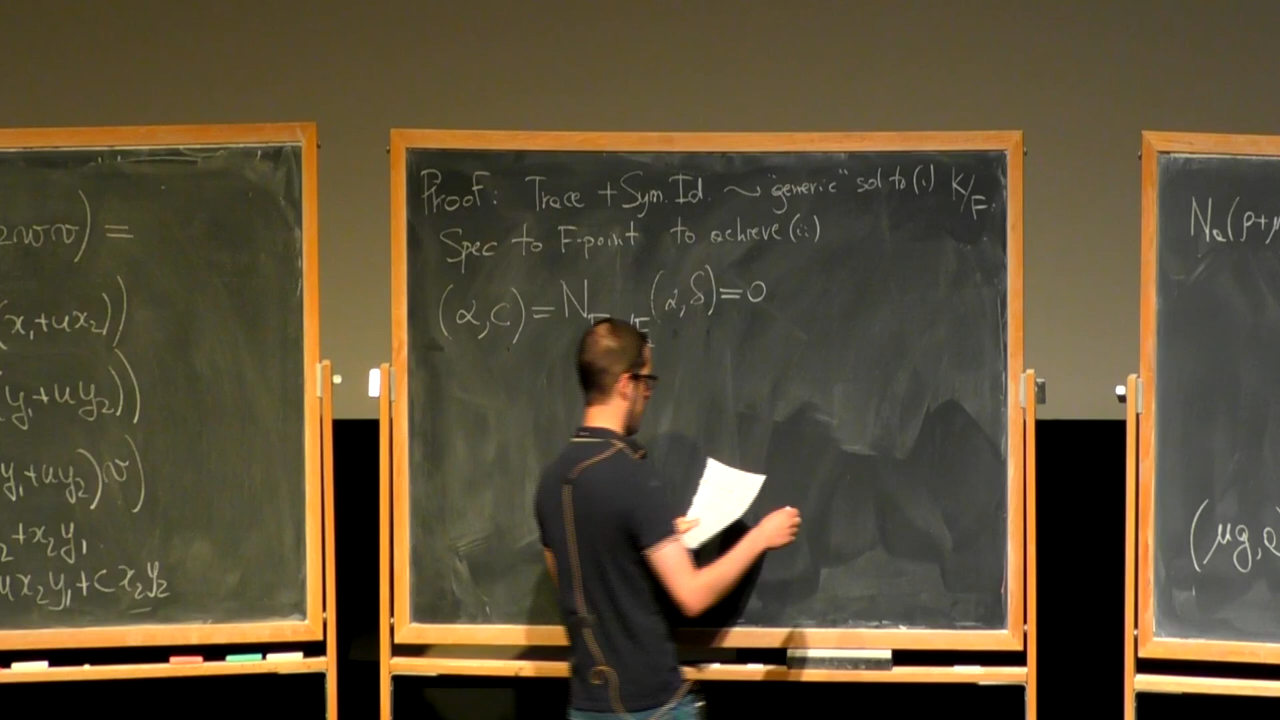 2wv) =
(x₁+ux₂))
(y₁+uy₂))
y₁+uy₂)v)
₂+x₂y₁.
ux₂y₁+cx₂y₂
Proof: Trace + Sym. Id. ~ "generic" sol to (i) K/F.
Spec to F-point to achieve (ii)
(α,c)=N (α,δ)=0
Nₐ(ρ+μ
(μg,